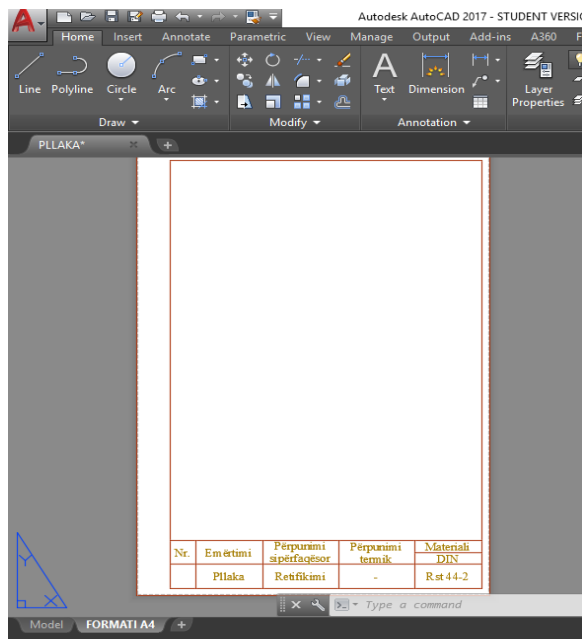 Autodesk AutoCAD 2017 - STUDENT VERSI
Home Insert Annotate Parametric View Manage Output Add-ins A360 F
Line Polyline Circle Arc Text Dimension Layer
Properties
Draw Modify Annotation
PLLAKA*
Nr. Emërtimi Përpunimi Përpunimi Materiali
sipërfaqësor termik DIN
Pllaka Retifikimi - Rst 44-2
Y
X
Type a command
Model FORMATI A4